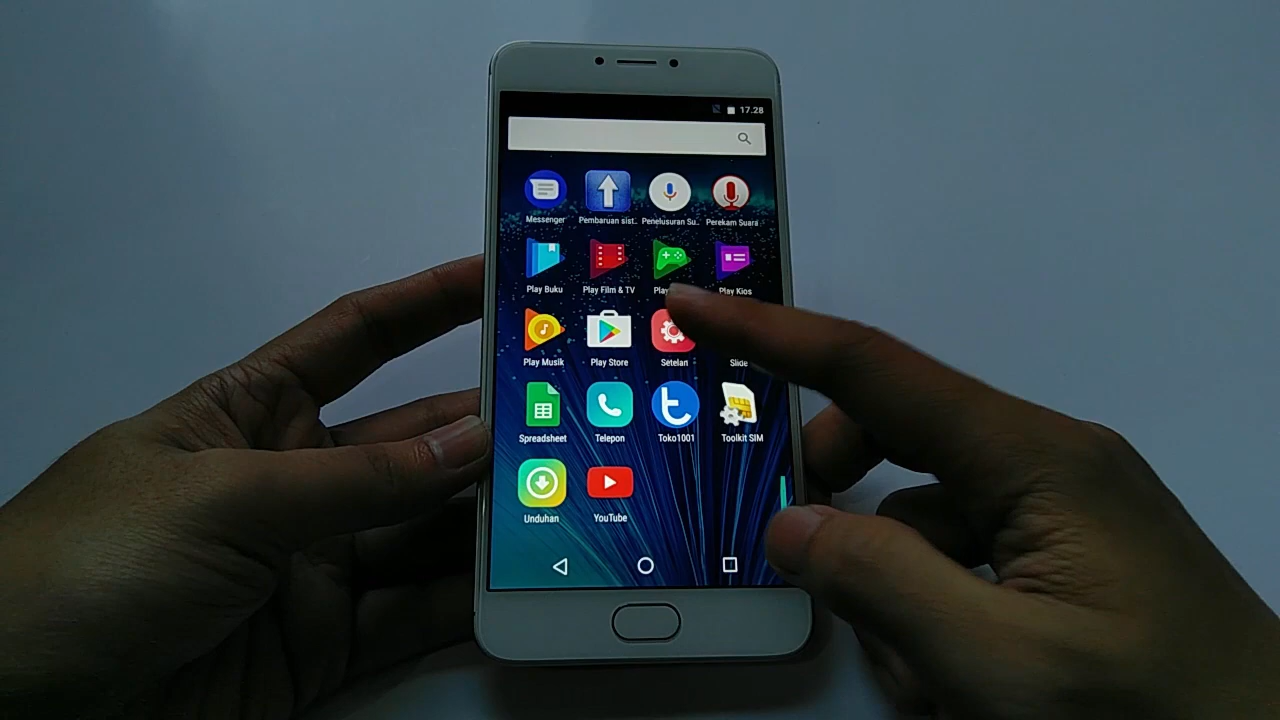 17.28
Messenger
Pembaruan sist..
Penelusuran Su..
Perekam Suara
Play Buku
Play Film & TV
Play
Play Kios
Play Musik
Play Store
Setelan
Slide
Spreadsheet
Telepon
Toko1001
Toolkit SIM
Unduhan
YouTube